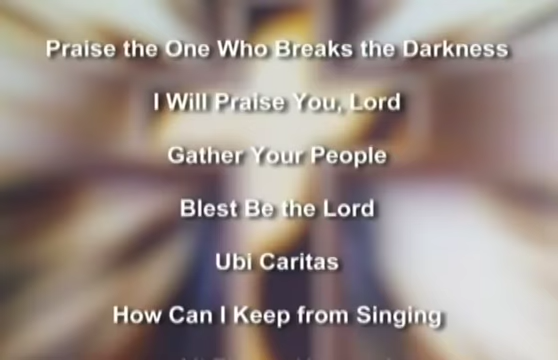 Praise the One Who Breaks the Darkness
I Will Praise You, Lord
Gather Your People
Blest Be the Lord
Ubi Caritas
How Can I Keep from Singing